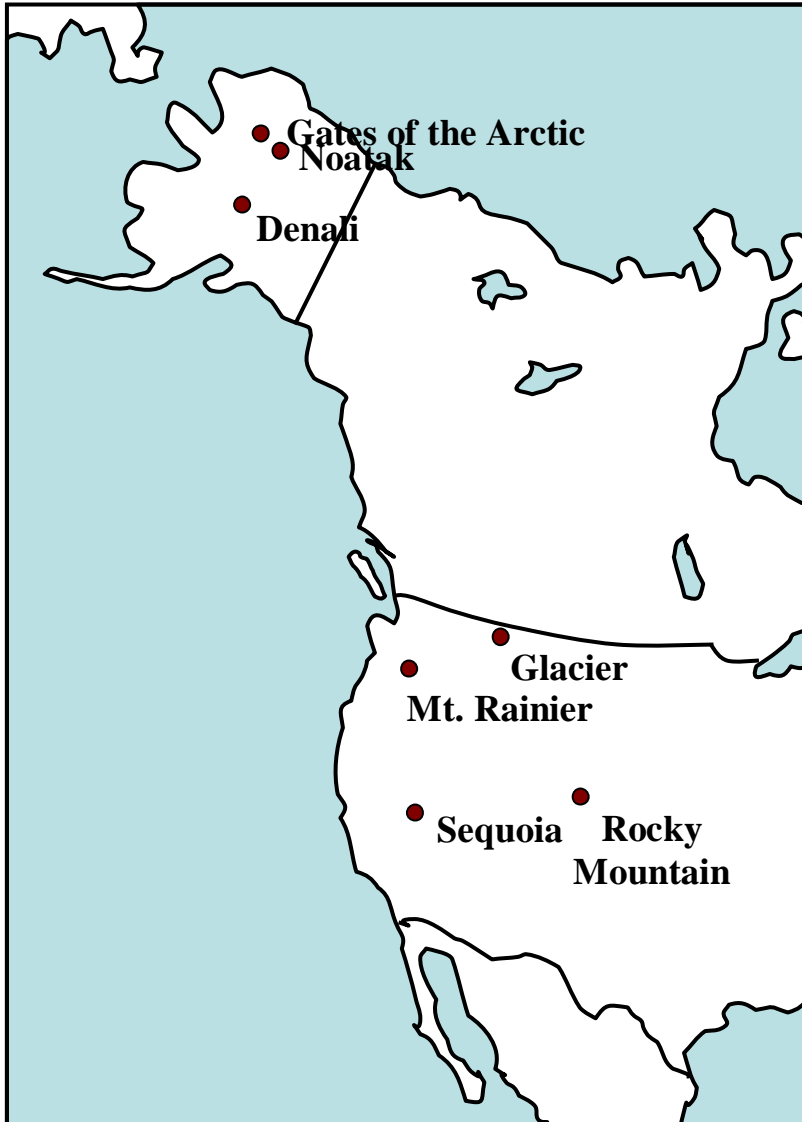 Gates of the Arctic
Noatak
Denali
Glacier
Mt. Rainier
Sequoia
Rocky
Mountain